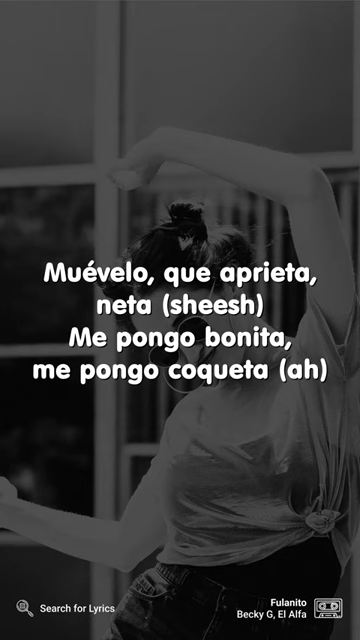 Muévelo, que aprieta,
neta (sheesh)
Me pongo bonita,
me pongo coqueta (ah)
Search for Lyrics
Fulanito
Becky G, El Alfa